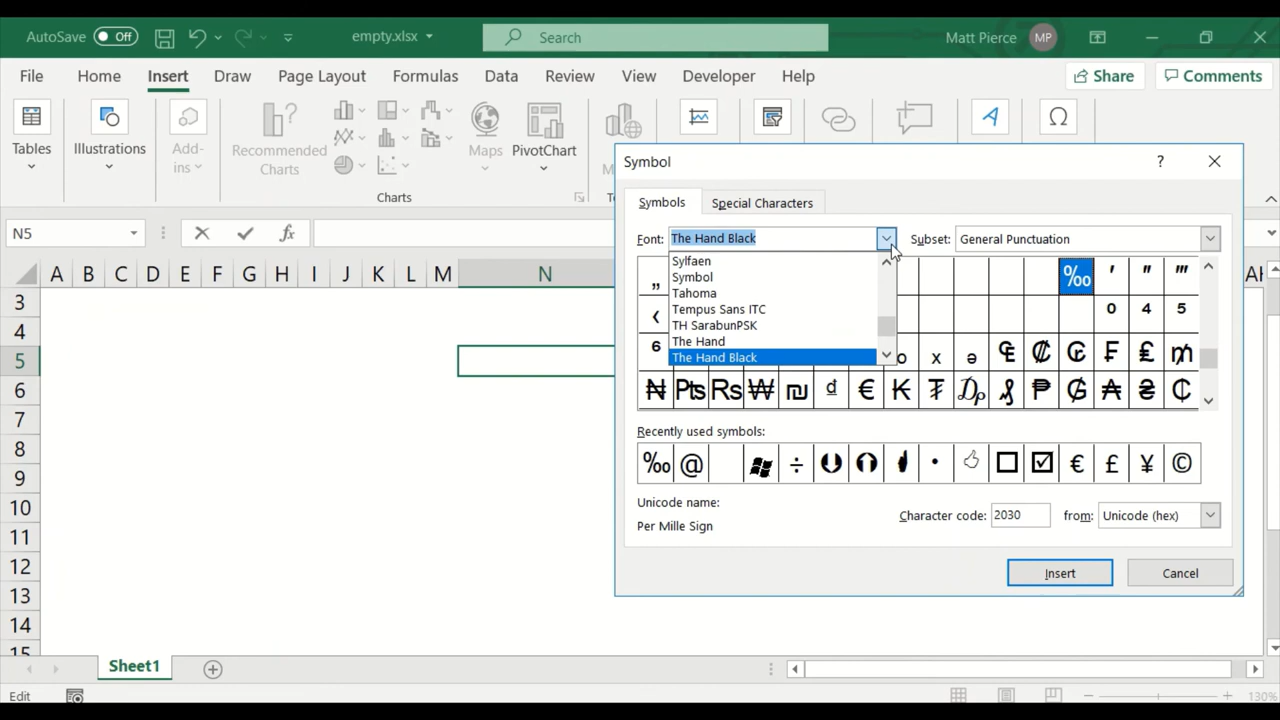 AutoSave Off empty.xlsx Search Matt Pierce MP
File Home Insert Draw Page Layout Formulas Data Review View Developer Help Share Comments
Tables Illustrations Add-ins Recommended Charts Maps PivotChart
Charts
N5 fx
A B C D E F G H I J K L M N
3
4
5
6
7
8
9
10
11
12
13
14
15
Symbol ?
Symbols Special Characters
Font: The Hand Black Subset: General Punctuation
Sylfaen
Symbol
Tahoma
Tempus Sans ITC
TH SarabunPSK
The Hand
The Hand Black
„ ‰ ′ ″ ‴
‹ ⁰ ⁴ ⁵
⁶ o x ə ₠ ₡ ₢ ₣ ₤ ₥
₦ ₧ ₨ ₩ ₪ ₫ € ₭ ₮ ₯ ₰ ₱ ₲ ₳ ₴ ₵
Recently used symbols:
‰ @ ÷ • ☐ ☑ € £ ¥ ©
Unicode name:
Per Mille Sign
Character code: 2030 from: Unicode (hex)
Insert Cancel
Sheet1
Edit 130%